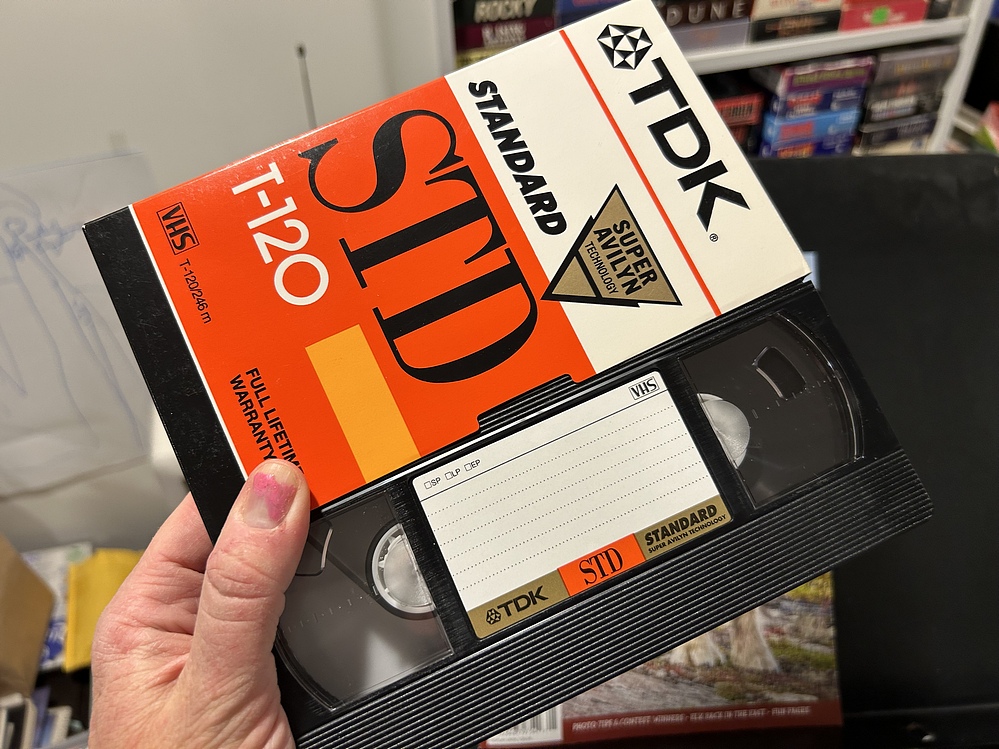 ROCKY
DUNE
TDK®
STANDARD
SUPER
AVILYN
TECHNOLOGY
STD
T-120
VHS T-120/246 m
FULL LIFETIM
WARRANTY
VHS
SP LP EP
TDK
STD
STANDARD
SUPER AVILYN TECHNOLOGY